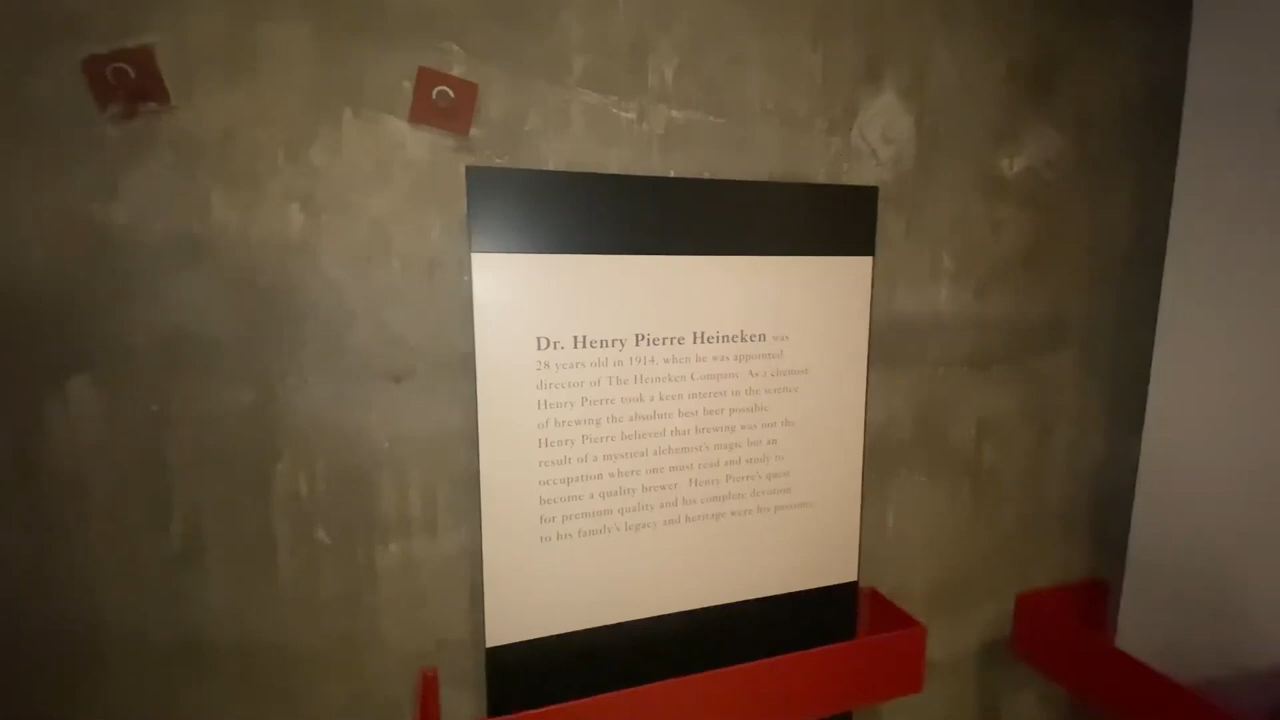 Dr. Henry Pierre Heineken was
28 years old in 1914, when he was appointed
director of The Heineken Company. As a chemist
Henry Pierre took a keen interest in the science
of brewing the absolute best beer possible.
Henry Pierre believed that brewing was not the
result of a mystical alchemist's magic but an
occupation where one must read and study to
become a quality brewer. Henry Pierre's quest
for premium quality and his complete devotion
to his family's legacy and heritage were his